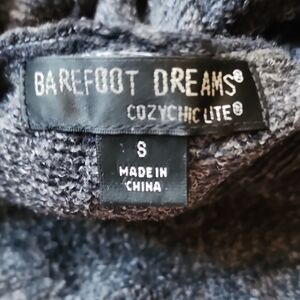 BAREFOOT DREAMS®
COZYCHIC LITE®
S
MADE IN
CHINA